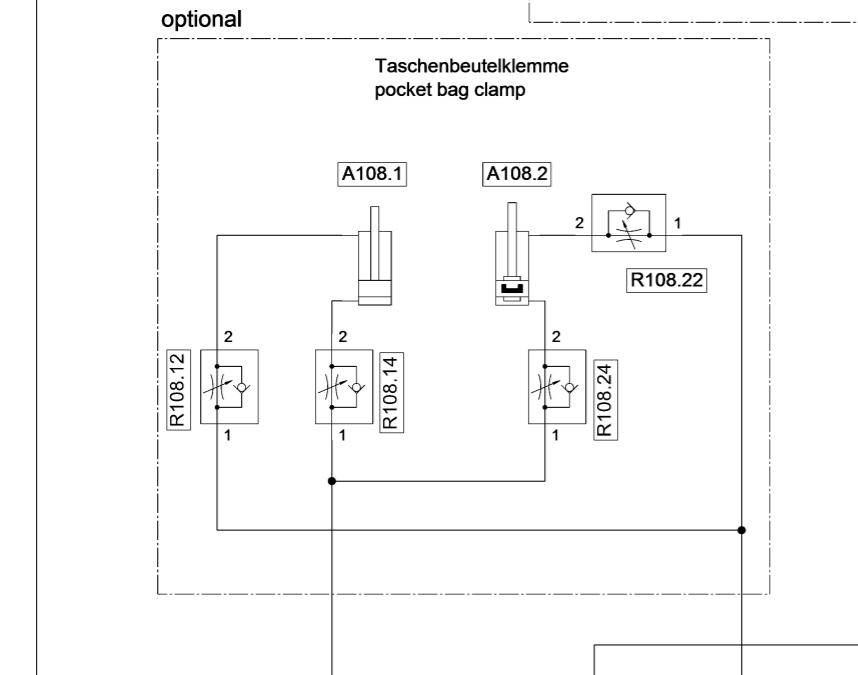 optional
Taschenbeutelklemme
pocket bag clamp
A108.1
A108.2
2
1
R108.22
2
2
2
R108.12
R108.14
R108.24
1
1
1